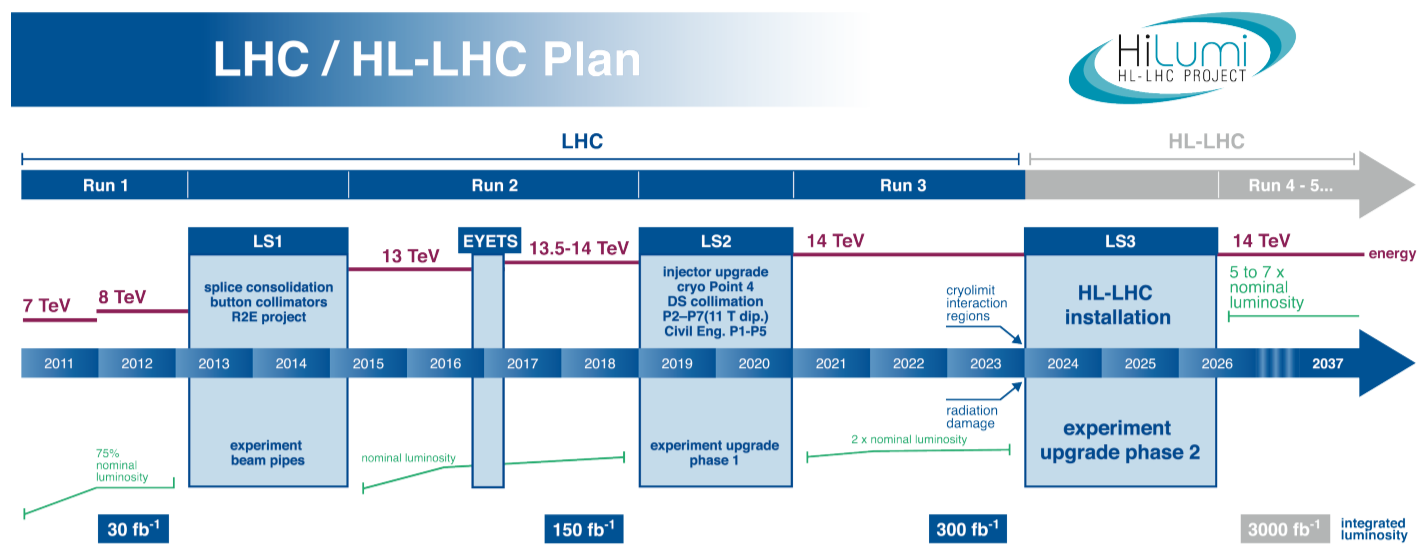 LHC / HL-LHC Plan
HiLumi
HL-LHC PROJECT
LHC
HL-LHC
Run 1
Run 2
Run 3
Run 4 - 5...
LS1
EYETS
LS2
LS3
13 TeV
13.5-14 TeV
14 TeV
14 TeV
energy
splice consolidation
button collimators
R2E project
injector upgrade
cryo Point 4
DS collimation
P2–P7(11 T dip.)
Civil Eng. P1-P5
cryolimit
interaction
regions
HL-LHC
installation
5 to 7 x
nominal
luminosity
7 TeV
8 TeV
2011
2012
2013
2014
2015
2016
2017
2018
2019
2020
2021
2022
2023
2024
2025
2026
2037
radiation
damage
75%
nominal
luminosity
experiment
beam pipes
nominal luminosity
experiment upgrade
phase 1
2 x nominal luminosity
experiment
upgrade phase 2
30 fb⁻¹
150 fb⁻¹
300 fb⁻¹
3000 fb⁻¹
integrated
luminosity